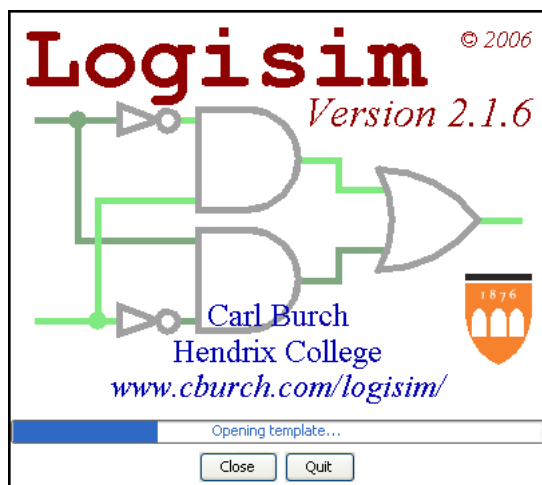 Logisim
© 2006
Version 2.1.6
1876
Carl Burch
Hendrix College
www.cburch.com/logisim/
Opening template...
Close Quit